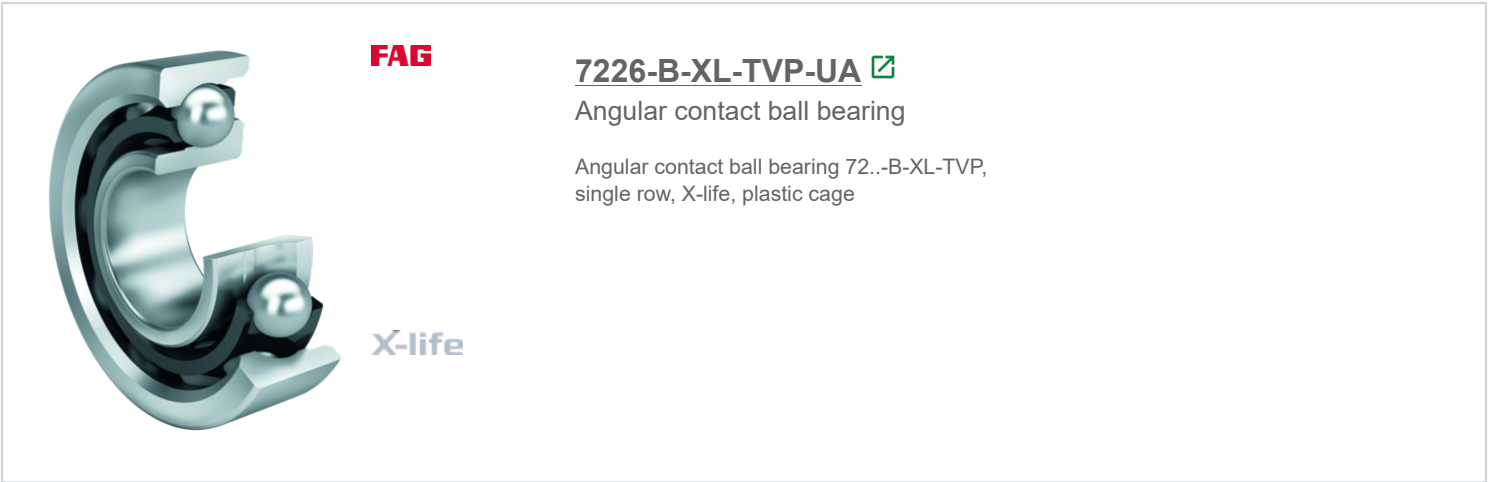 FAG
7226-B-XL-TVP-UA
Angular contact ball bearing
Angular contact ball bearing 72..-B-XL-TVP,
single row, X-life, plastic cage
X-life